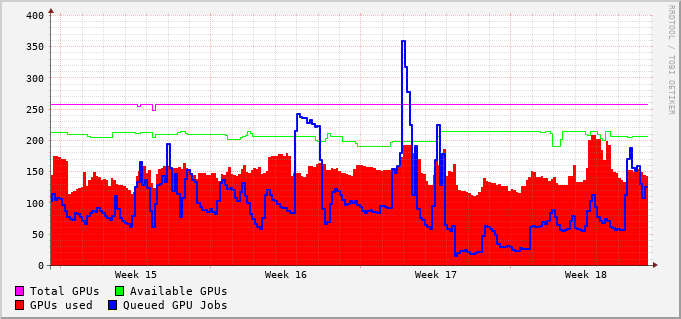 400
350
300
250
200
150
100
50
0
Week 15 Week 16 Week 17 Week 18
Total GPUs Available GPUs
GPUs used Queued GPU Jobs
RRDTOOL / TOBI OETIKER